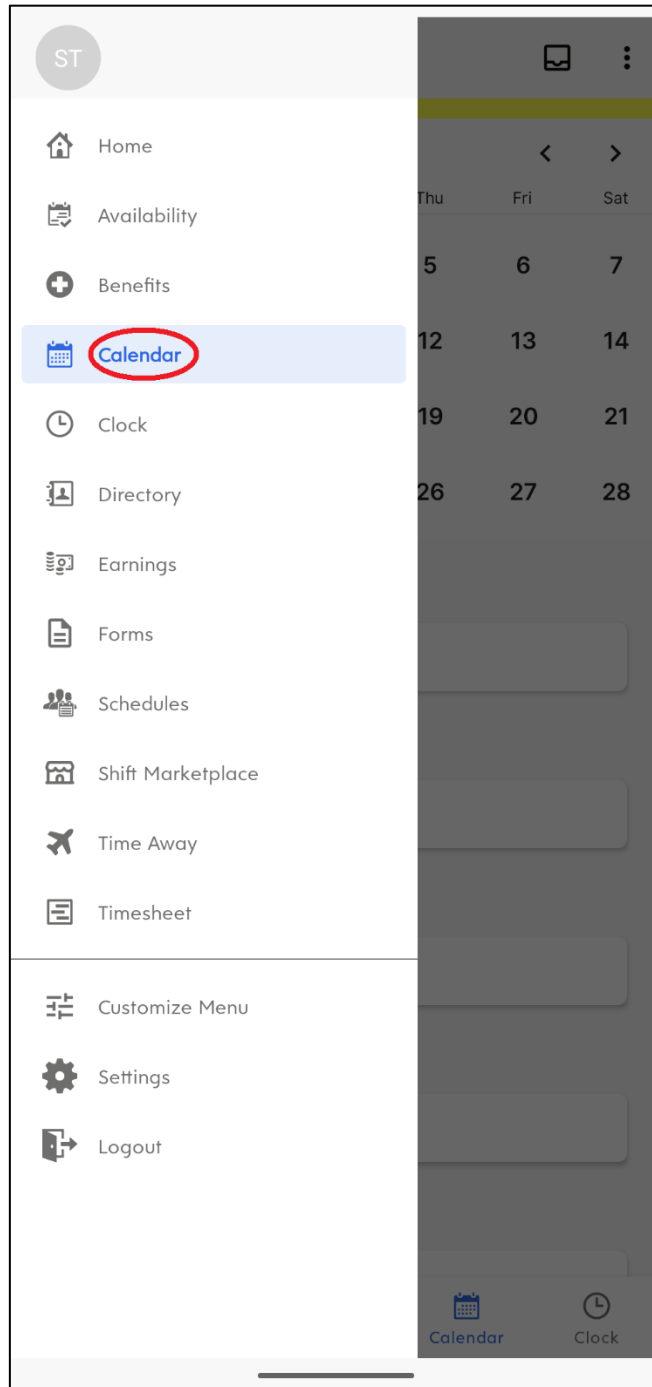 ST
Home
Availability
Benefits
Calendar
Clock
Directory
Earnings
Forms
Schedules
Shift Marketplace
Time Away
Timesheet
Customize Menu
Settings
Logout
Thu Fri Sat
5 6 7
12 13 14
19 20 21
26 27 28
Calendar Clock